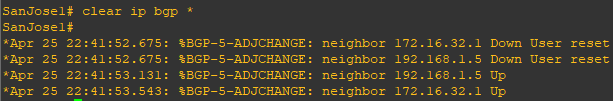 SanJose1# clear ip bgp *
SanJose1#
*Apr 25 22:41:52.675: %BGP-5-ADJCHANGE: neighbor 172.16.32.1 Down User reset
*Apr 25 22:41:52.675: %BGP-5-ADJCHANGE: neighbor 192.168.1.5 Down User reset
*Apr 25 22:41:53.131: %BGP-5-ADJCHANGE: neighbor 192.168.1.5 Up
*Apr 25 22:41:53.543: %BGP-5-ADJCHANGE: neighbor 172.16.32.1 Up